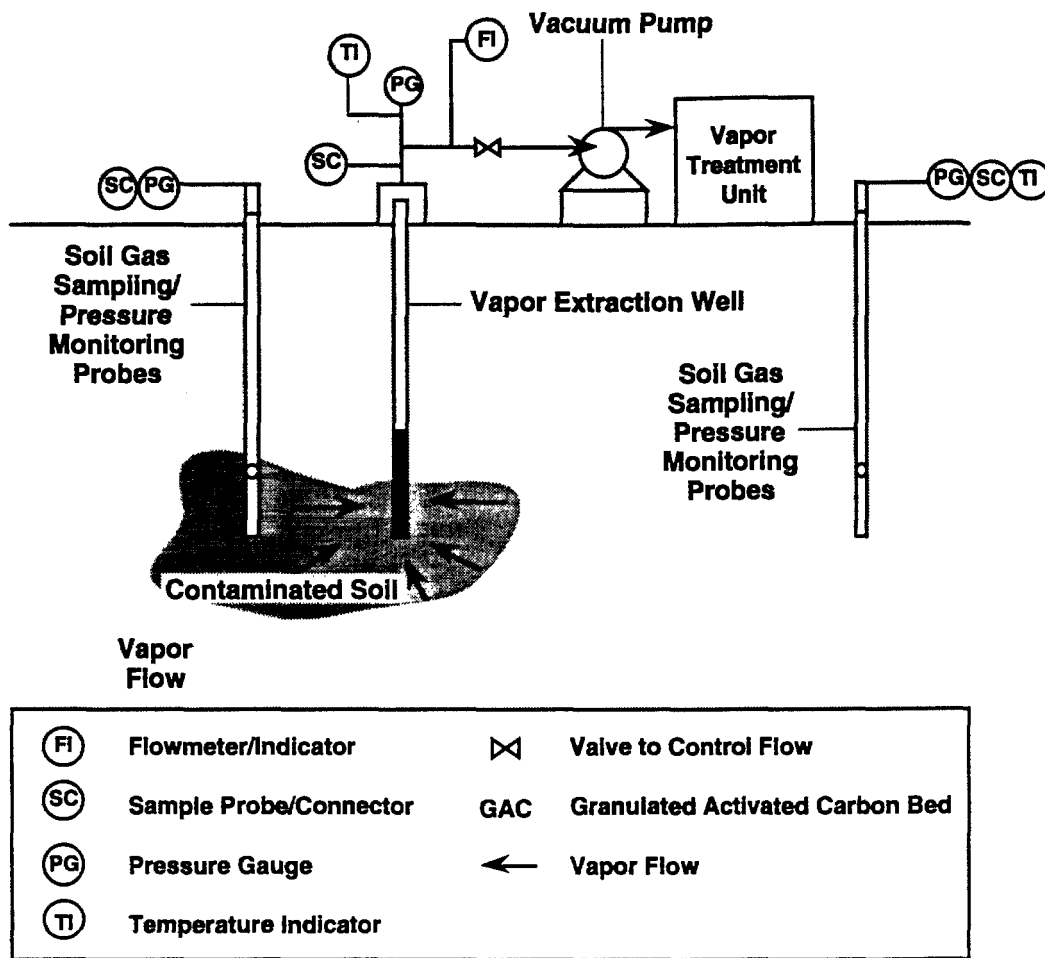 Vacuum Pump
TI
PG
FI
SC
Vapor
Treatment
Unit
SC PG
PG SC TI
Soil Gas
Sampling/
Pressure
Monitoring
Probes
Vapor Extraction Well
Soil Gas
Sampling/
Pressure
Monitoring
Probes
Contaminated Soil
Vapor
Flow
FI Flowmeter/Indicator
Valve to Control Flow
SC Sample Probe/Connector
GAC Granulated Activated Carbon Bed
PG Pressure Gauge
Vapor Flow
TI Temperature Indicator